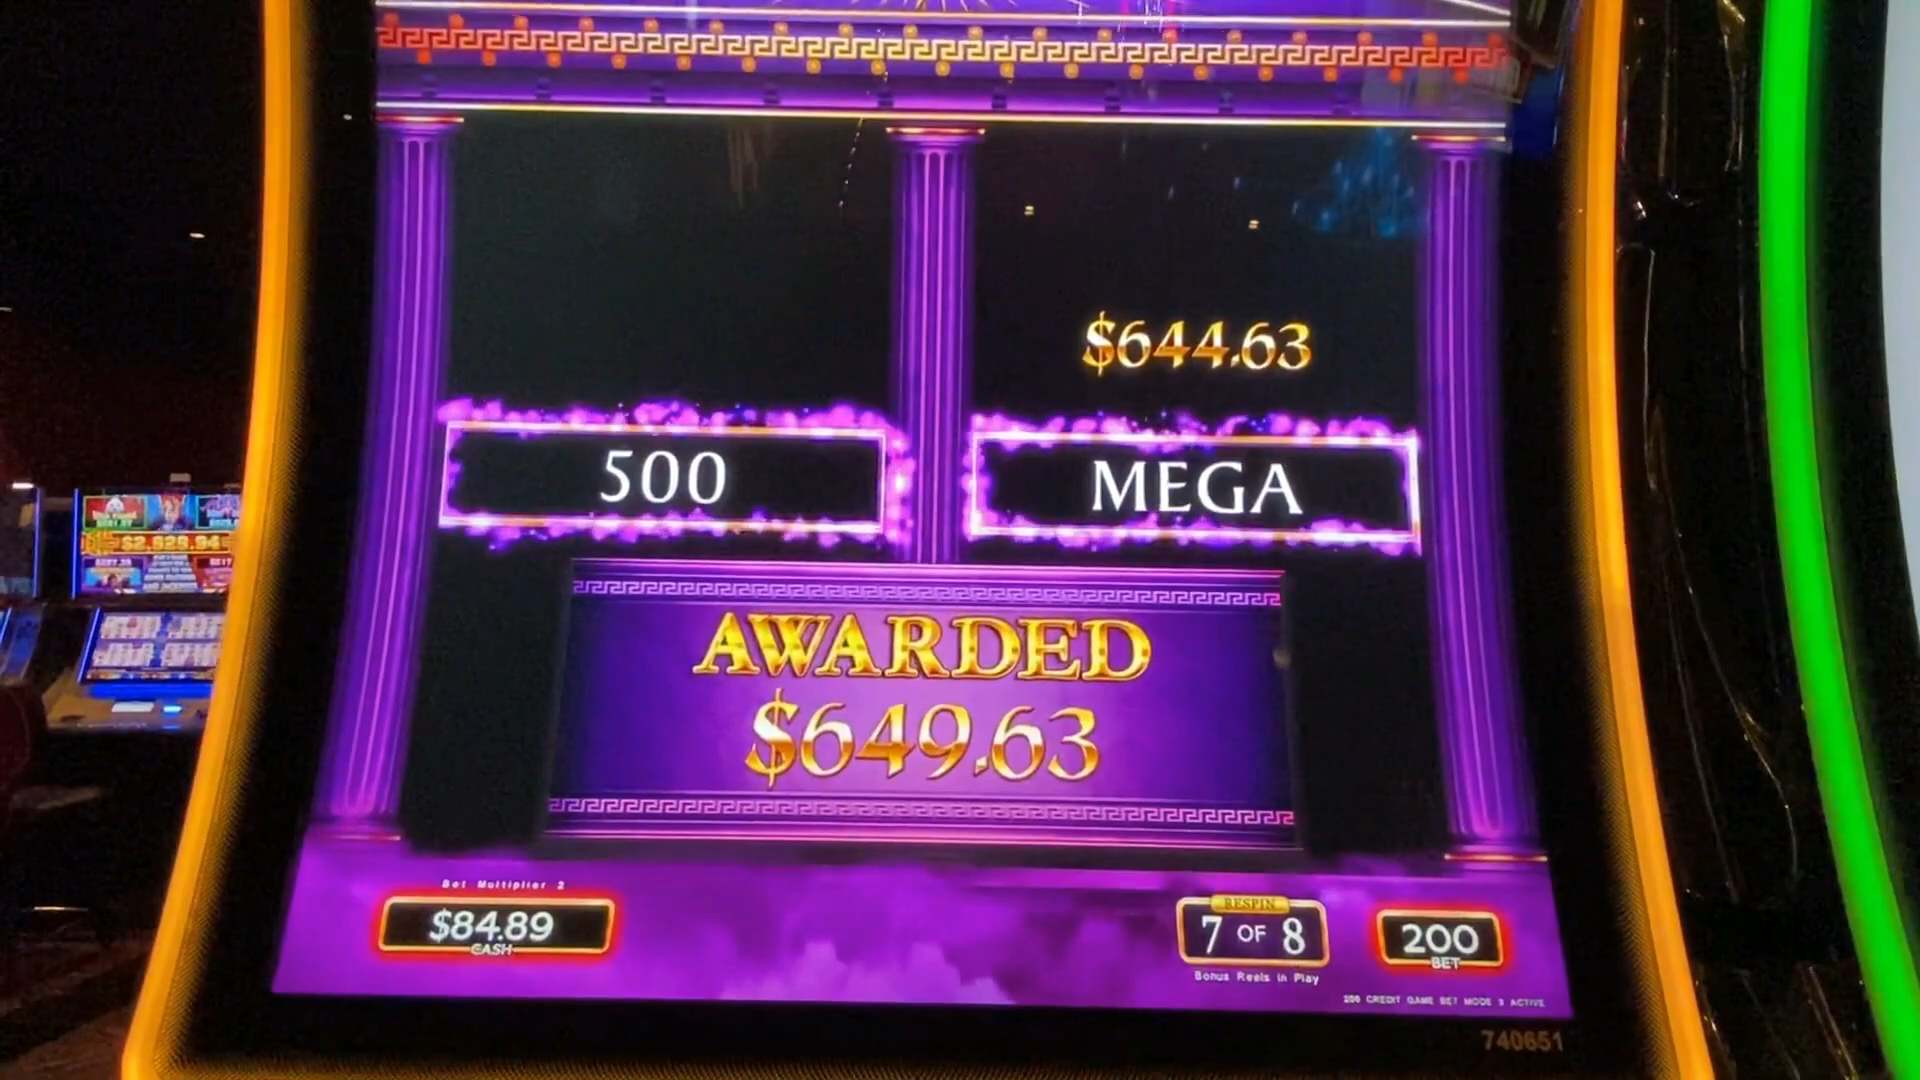 $644.63
500
MEGA
AWARDED
$649.63
Bet Multiplier 2
$84.89
CASH
RESPIN
7 OF 8
Bonus Reels in Play
200
BET
200 CREDIT GAME BET MODE 3 ACTIVE
740651
$2,929.94